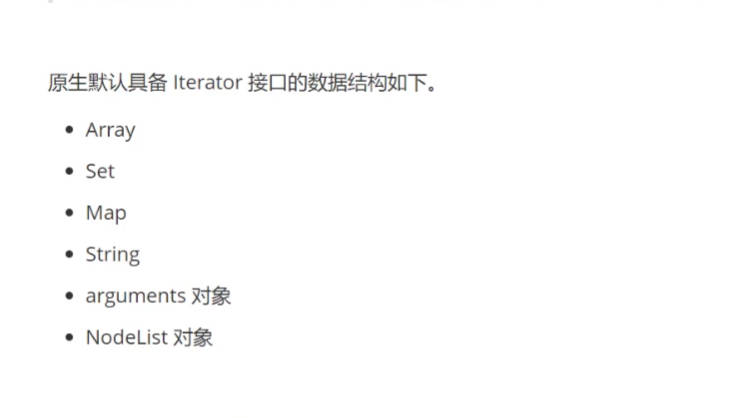 原生默认具备 Iterator 接口的数据结构如下。
Array
Set
Map
String
arguments 对象
NodeList 对象